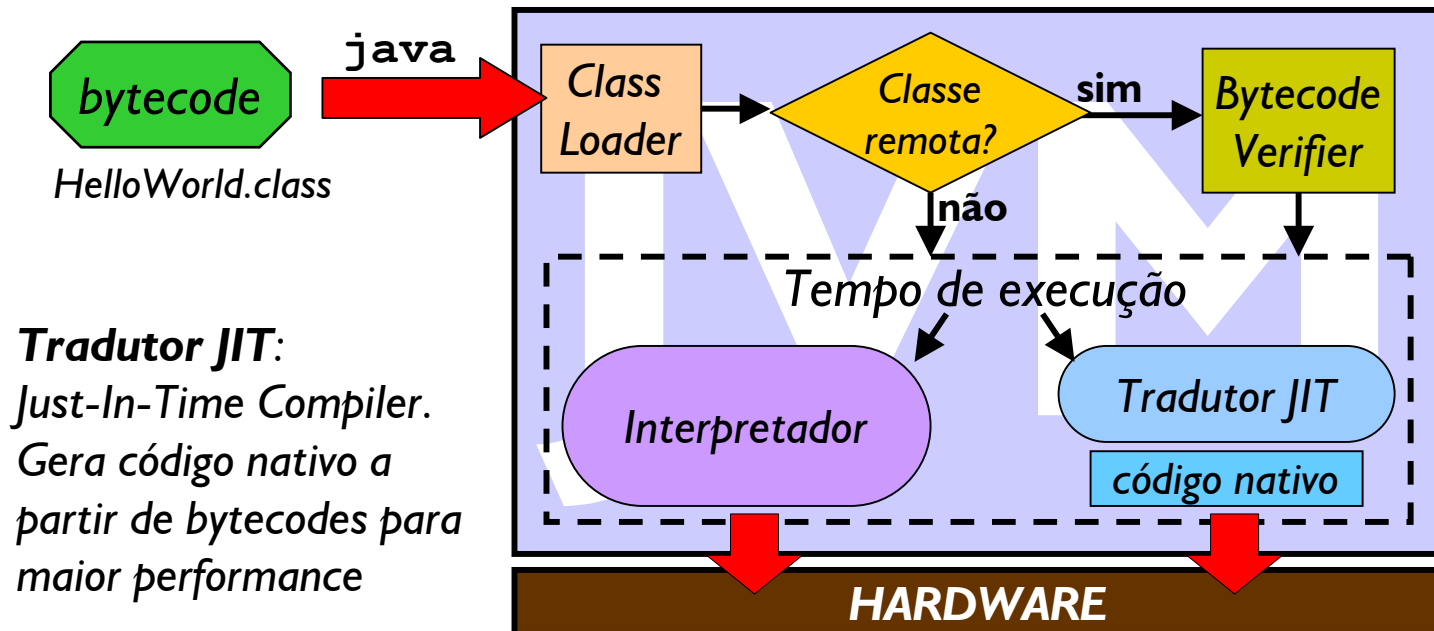 java
bytecode
HelloWorld.class
Class
Loader
Classe
remota?
sim
Bytecode
Verifier
não
JVM
Tempo de execução
Interpretador
Tradutor JIT
código nativo
Tradutor JIT:
Just-In-Time Compiler.
Gera código nativo a
partir de bytecodes para
maior performance
HARDWARE